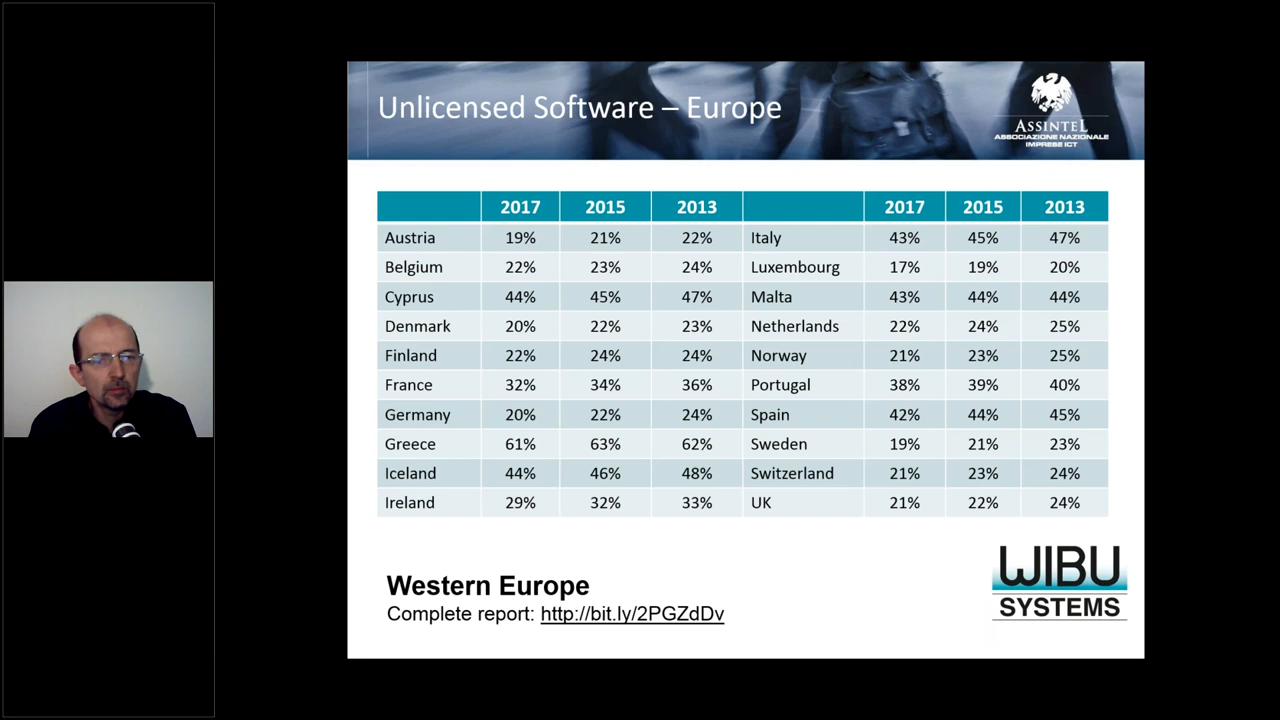 Unlicensed Software – Europe
ASSINTEL
ASSOCIAZIONE NAZIONALE
IMPRESE ICT
2017 2015 2013 2017 2015 2013
Austria 19% 21% 22% Italy 43% 45% 47%
Belgium 22% 23% 24% Luxembourg 17% 19% 20%
Cyprus 44% 45% 47% Malta 43% 44% 44%
Denmark 20% 22% 23% Netherlands 22% 24% 25%
Finland 22% 24% 24% Norway 21% 23% 25%
France 32% 34% 36% Portugal 38% 39% 40%
Germany 20% 22% 24% Spain 42% 44% 45%
Greece 61% 63% 62% Sweden 19% 21% 23%
Iceland 44% 46% 48% Switzerland 21% 23% 24%
Ireland 29% 32% 33% UK 21% 22% 24%
Western Europe
Complete report: http://bit.ly/2PGZdDv
WIBU
SYSTEMS